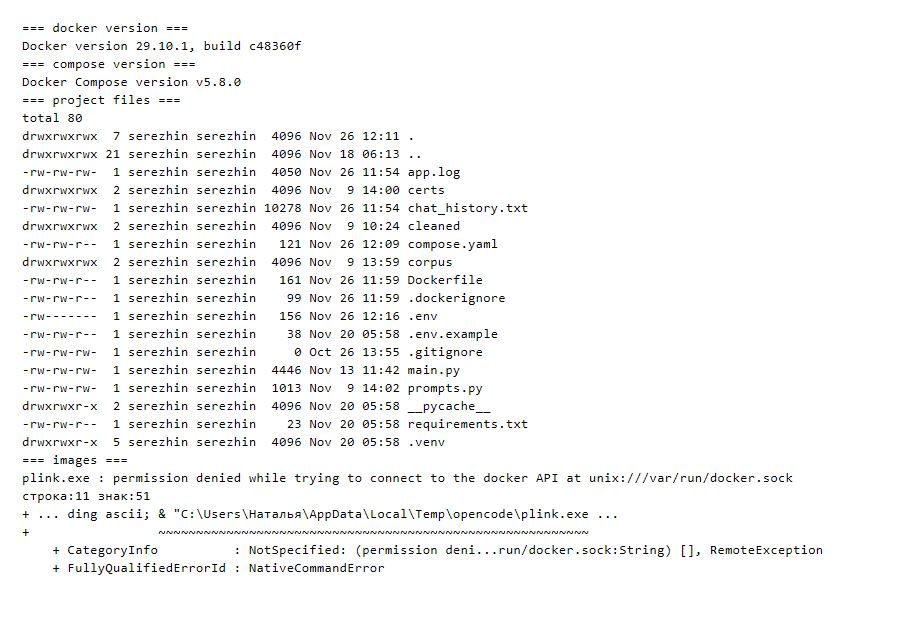 === docker version ===
Docker version 29.10.1, build c48360f
=== compose version ===
Docker Compose version v5.8.0
=== project files ===
total 80
drwxrwxrwx  7 serezhin serezhin  4096 Nov 26 12:11 .
drwxrwxrwx 21 serezhin serezhin  4096 Nov 18 06:13 ..
-rw-rw-rw-  1 serezhin serezhin  4050 Nov 26 11:54 app.log
drwxrwxrwx  2 serezhin serezhin  4096 Nov  9 14:00 certs
-rw-rw-rw-  1 serezhin serezhin 10278 Nov 26 11:54 chat_history.txt
drwxrwxrwx  2 serezhin serezhin  4096 Nov  9 10:24 cleaned
-rw-rw-r--  1 serezhin serezhin   121 Nov 26 12:09 compose.yaml
drwxrwxrwx  2 serezhin serezhin  4096 Nov  9 13:59 corpus
-rw-rw-r--  1 serezhin serezhin   161 Nov 26 11:59 Dockerfile
-rw-rw-r--  1 serezhin serezhin    99 Nov 26 11:59 .dockerignore
-rw-------  1 serezhin serezhin   156 Nov 26 12:16 .env
-rw-rw-r--  1 serezhin serezhin    38 Nov 20 05:58 .env.example
-rw-rw-rw-  1 serezhin serezhin     0 Oct 26 13:55 .gitignore
-rw-rw-rw-  1 serezhin serezhin  4446 Nov 13 11:42 main.py
-rw-rw-rw-  1 serezhin serezhin  1013 Nov  9 14:02 prompts.py
drwxrwxr-x  2 serezhin serezhin  4096 Nov 20 05:58 __pycache__
-rw-rw-r--  1 serezhin serezhin    23 Nov 20 05:58 requirements.txt
drwxrwxr-x  5 serezhin serezhin  4096 Nov 20 05:58 .venv
=== images ===
plink.exe : permission denied while trying to connect to the docker API at unix:///var/run/docker.sock
строка:11 знак:51
+ ... ding ascii; & "C:\Users\Наталья\AppData\Local\Temp\opencode\plink.exe ...
+                 ~~~~~~~~~~~~~~~~~~~~~~~~~~~~~~~~~~~~~~~~~~~~~~~~~~~~~~~~~
    + CategoryInfo          : NotSpecified: (permission deni...run/docker.sock:String) [], RemoteException
    + FullyQualifiedErrorId : NativeCommandError